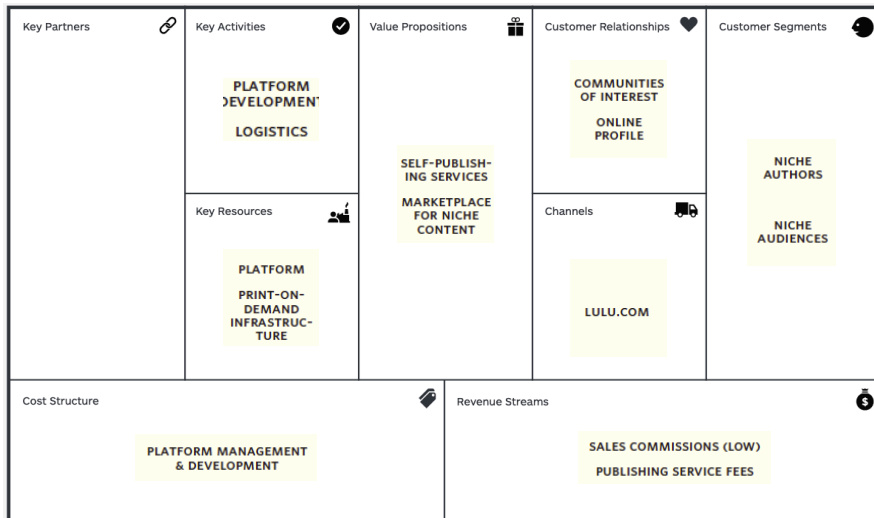 Key Partners
Key Activities
PLATFORM
DEVELOPMENT
LOGISTICS
Key Resources
PLATFORM
PRINT-ON-
DEMAND
INFRASTRUC-
TURE
Value Propositions
SELF-PUBLISH-
ING SERVICES
MARKETPLACE
FOR NICHE
CONTENT
Customer Relationships
COMMUNITIES
OF INTEREST
ONLINE
PROFILE
Channels
LULU.COM
Customer Segments
NICHE
AUTHORS
NICHE
AUDIENCES
Cost Structure
PLATFORM MANAGEMENT
& DEVELOPMENT
Revenue Streams
$
SALES COMMISSIONS (LOW)
PUBLISHING SERVICE FEES